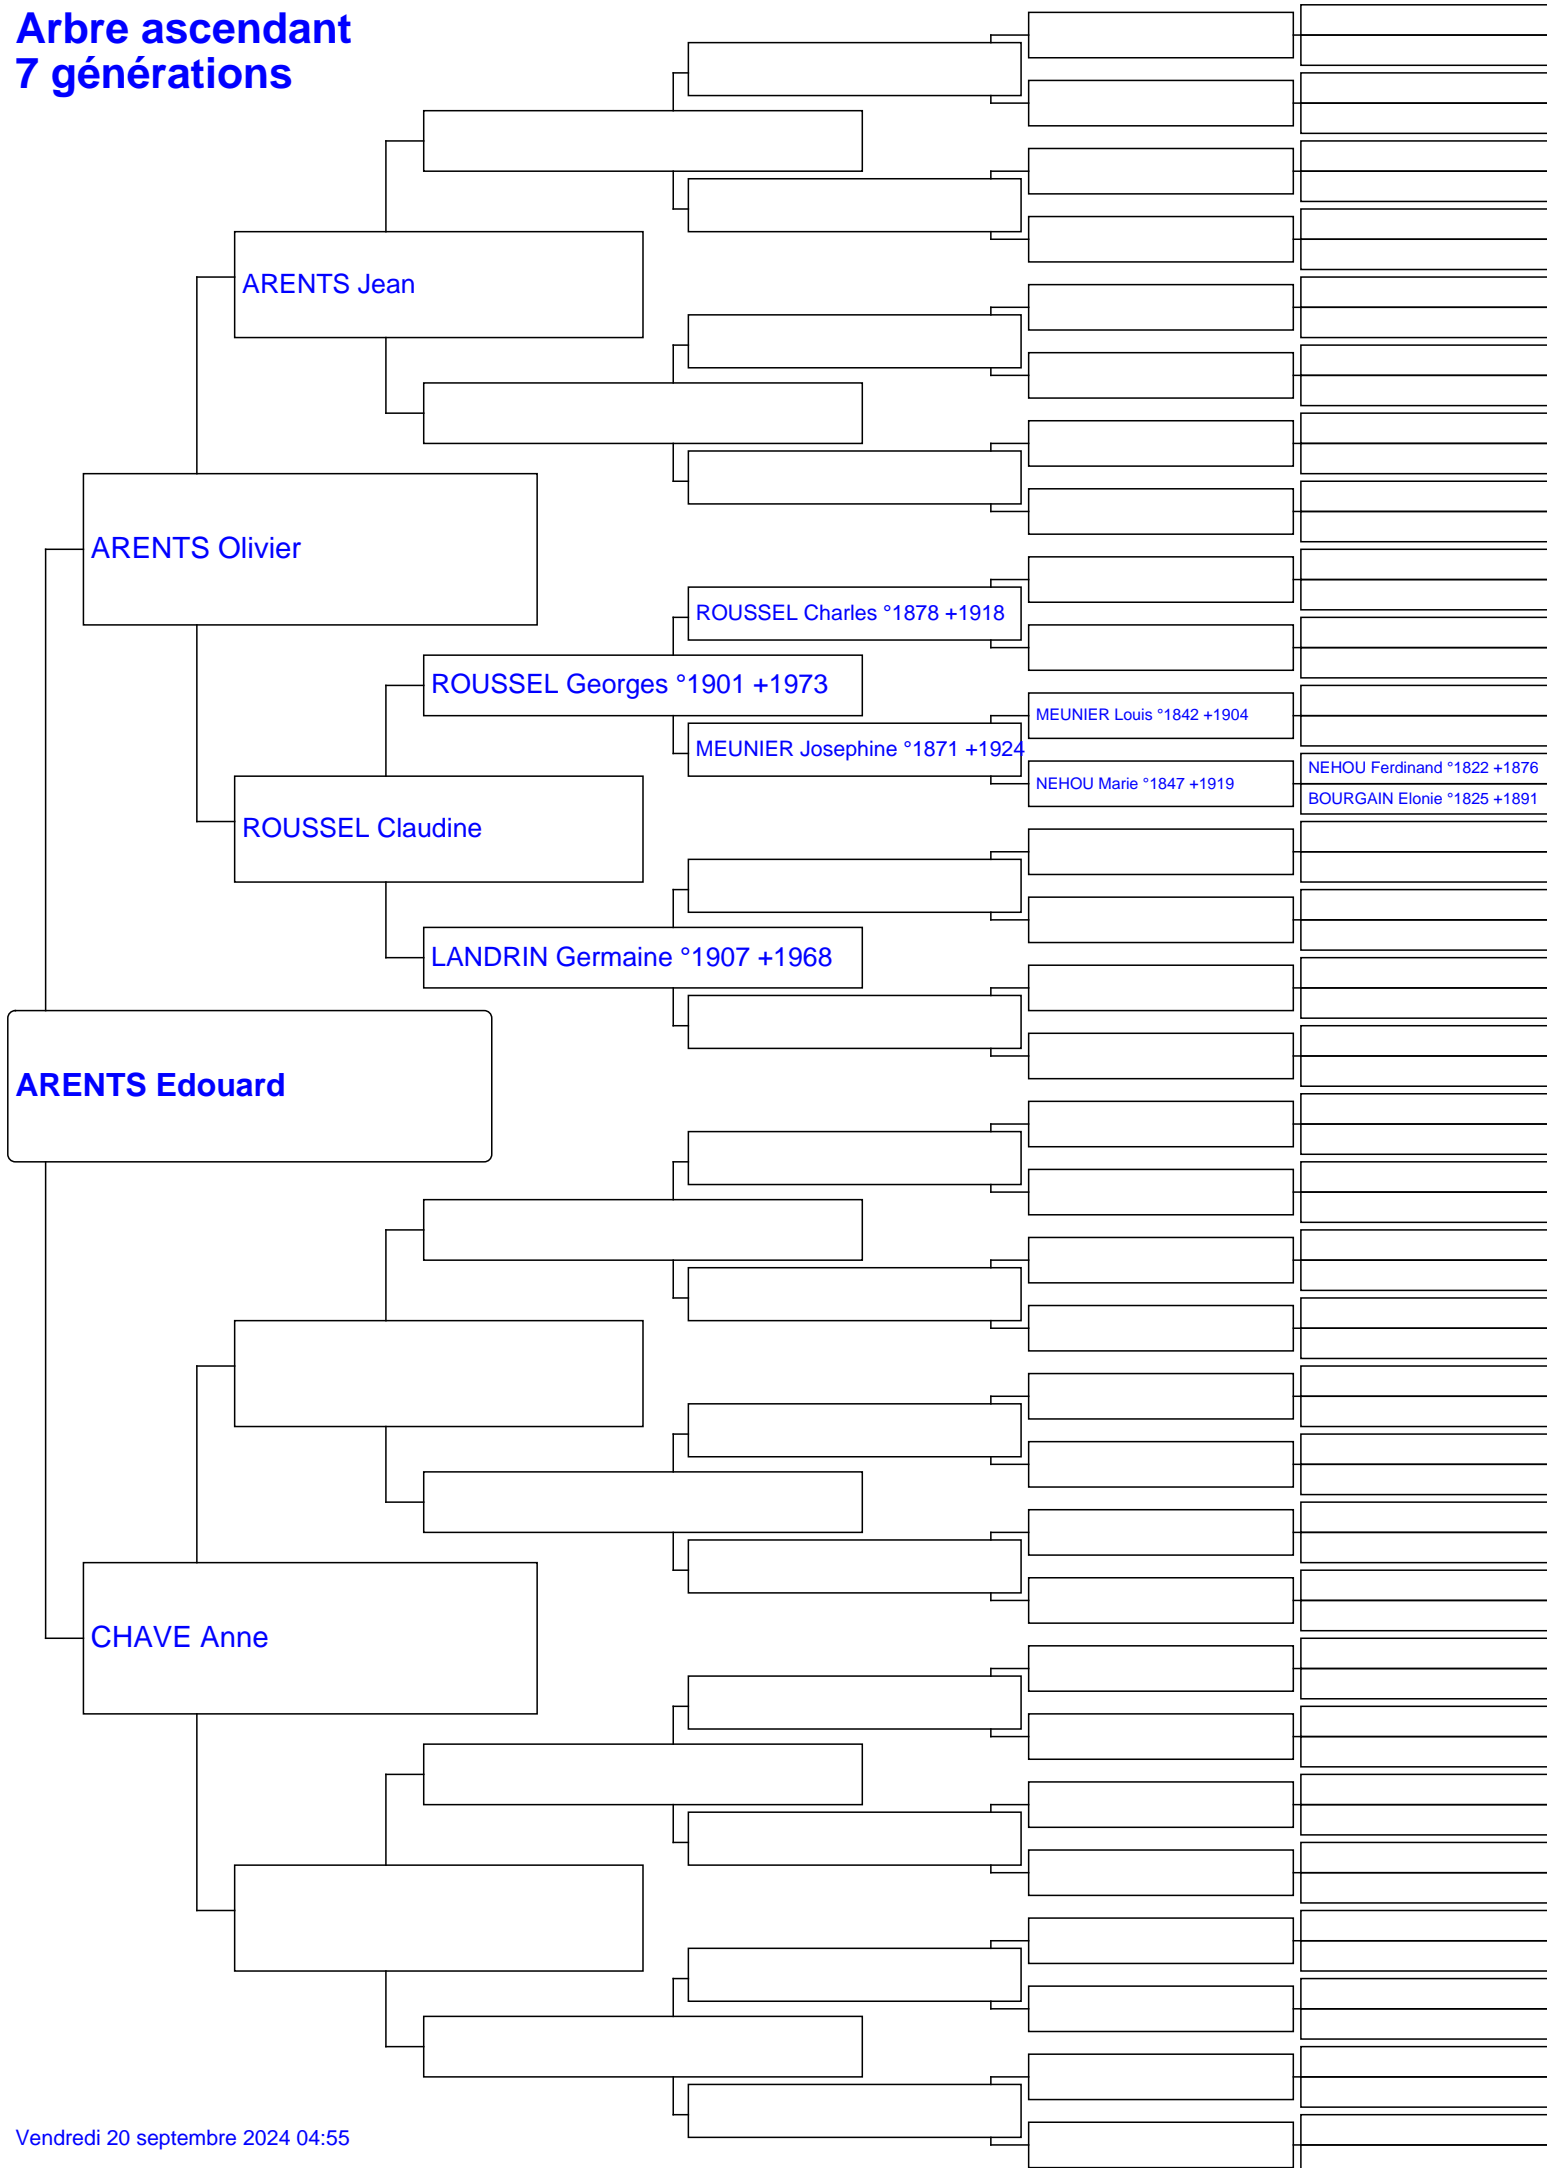 Arbre ascendant
7 générations
ARENTS Jean
ARENTS Olivier
ROUSSEL Charles °1878 +1918
ROUSSEL Georges °1901 +1973
MEUNIER Louis °1842 +1904
MEUNIER Josephine °1871 +1924
NEHOU Ferdinand °1822 +1876
NEHOU Marie °1847 +1919
BOURGAIN Elonie °1825 +1891
ROUSSEL Claudine
LANDRIN Germaine °1907 +1968
ARENTS Edouard
CHAVE Anne
Vendredi 20 septembre 2024 04:55